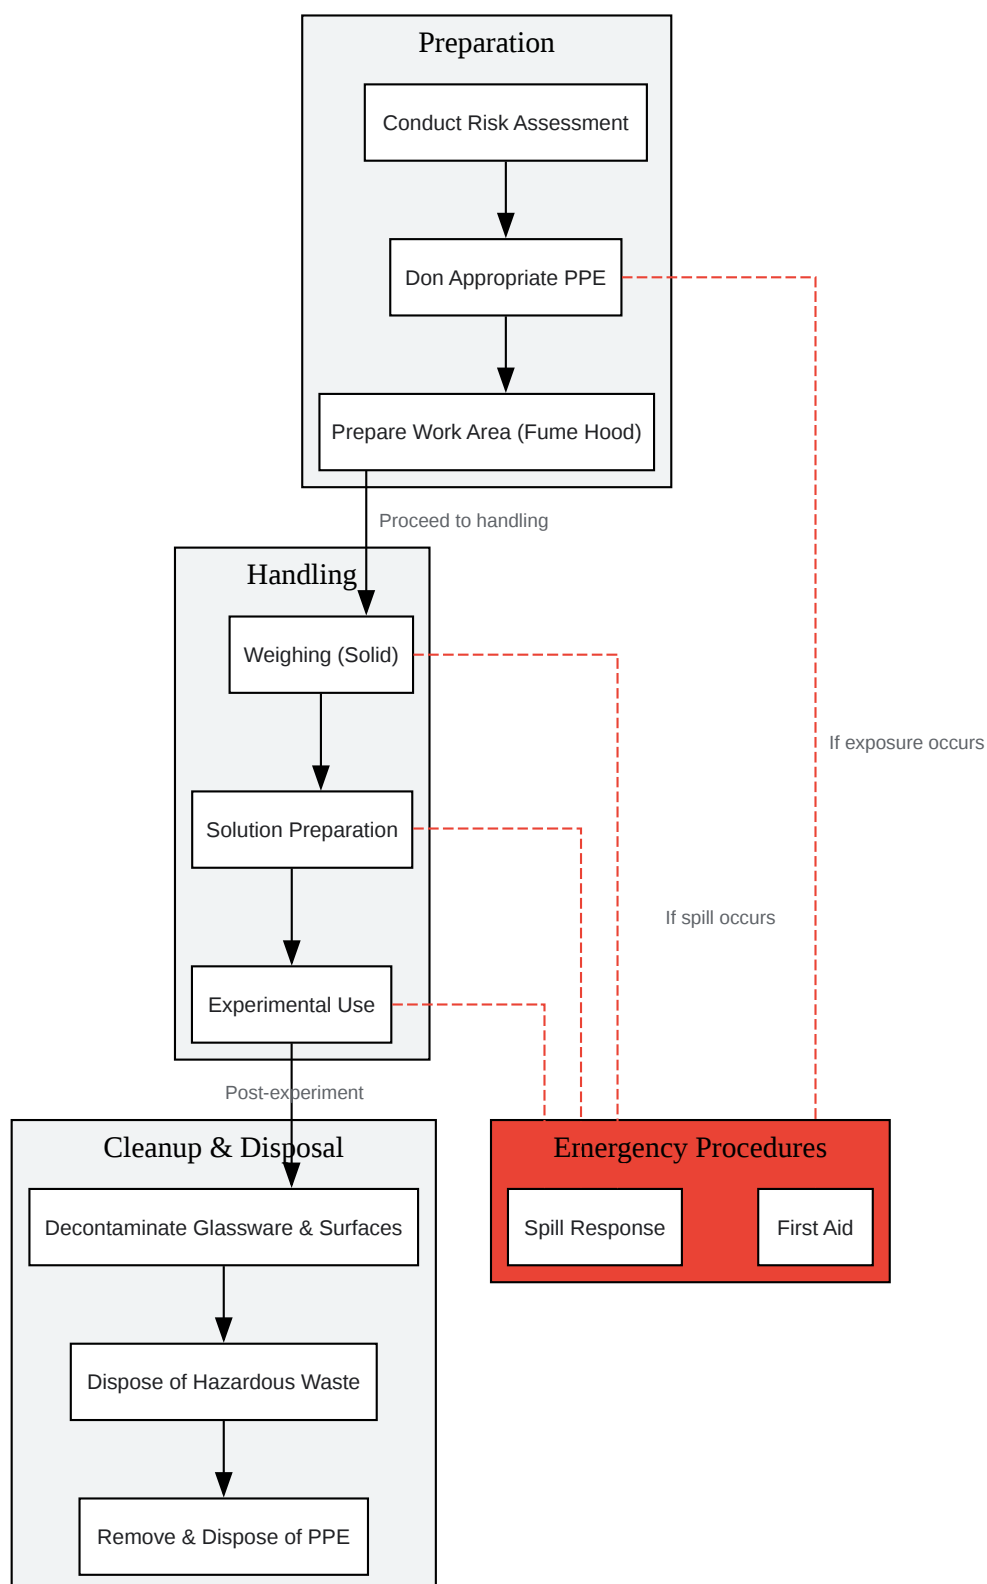 Preparation
Conduct Risk Assessment
Don Appropriate PPE
Prepare Work Area (Fume Hood)
Proceed to handling
Handling
Weighing (Solid)
If exposure occurs
Solution Preparation
If spill occurs
Experimental Use
Post-experiment
Cleanup & Disposal
Emergency Procedures
Decontaminate Glassware & Surfaces
Spill Response
First Aid
Dispose of Hazardous Waste
Remove & Dispose of PPE